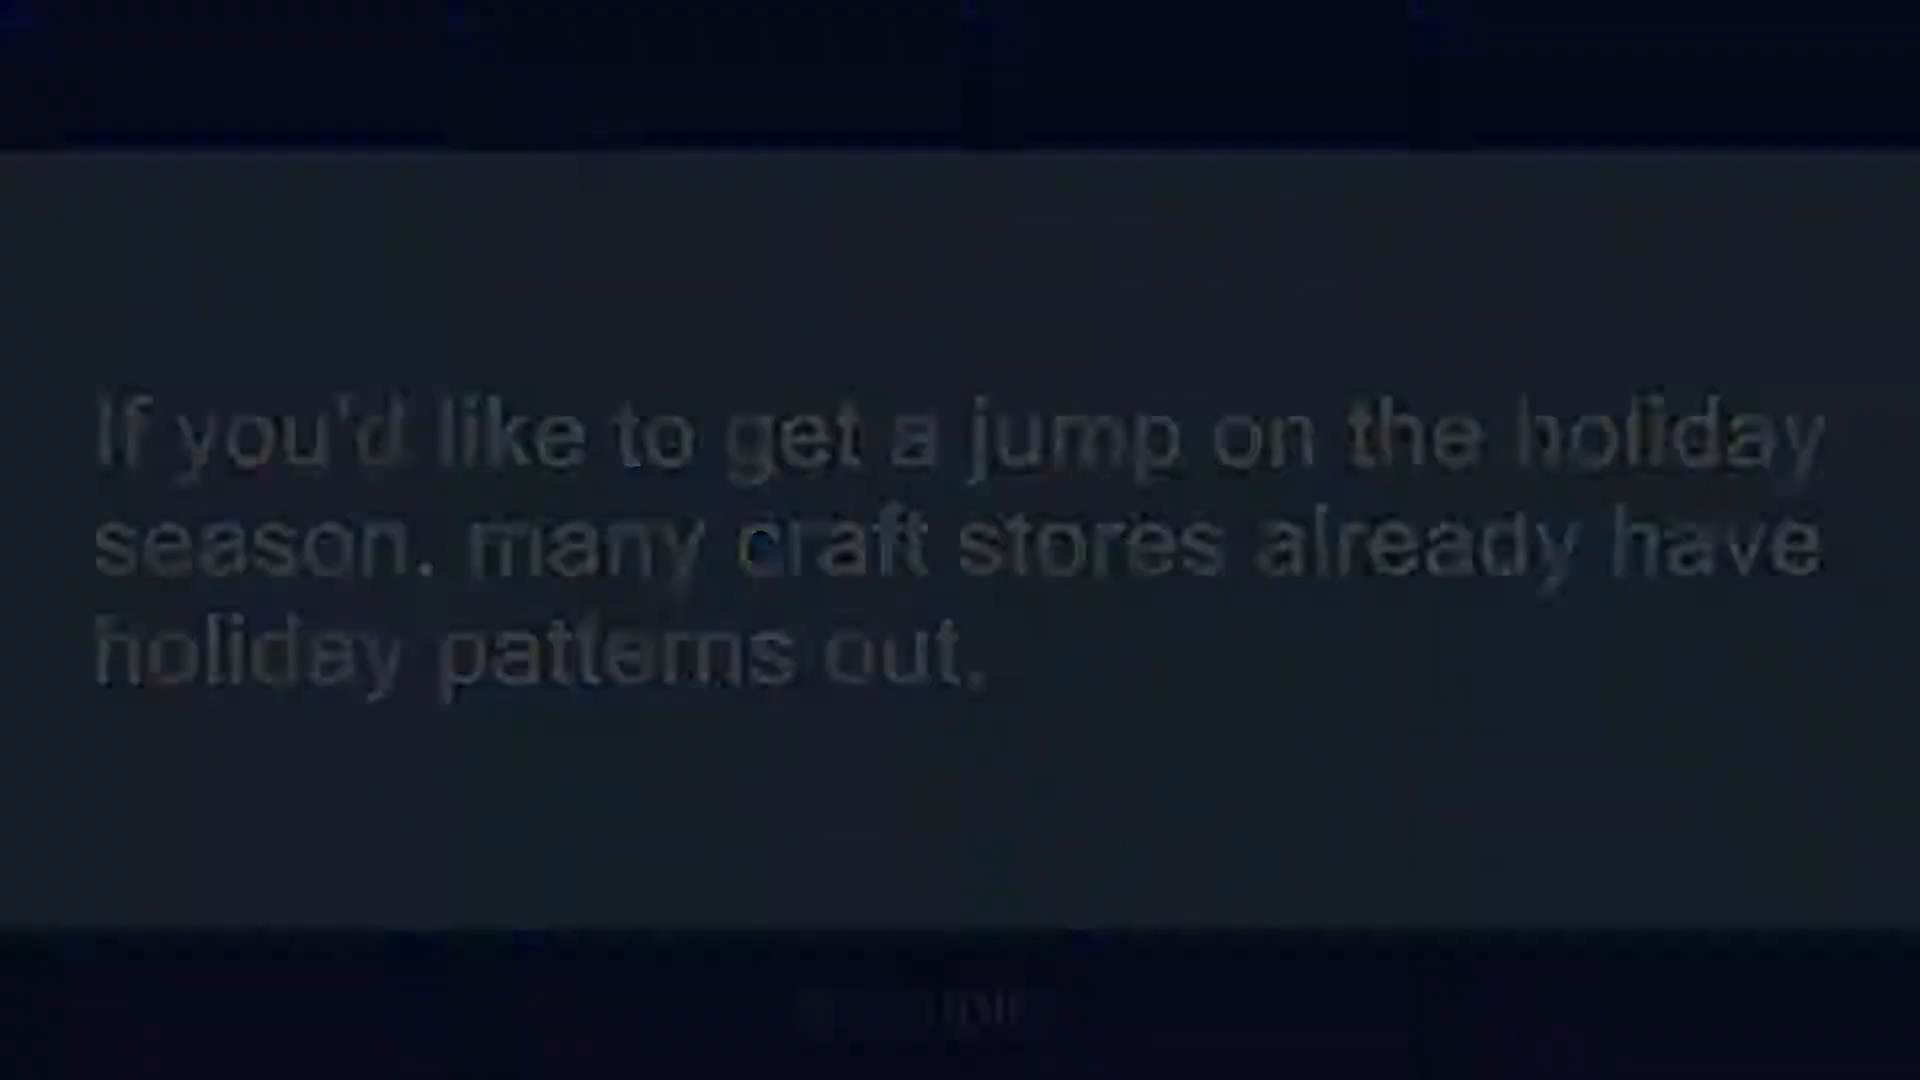 If you'd like to get a jump on the holiday
season. many craft stores already have
holiday patterns out.